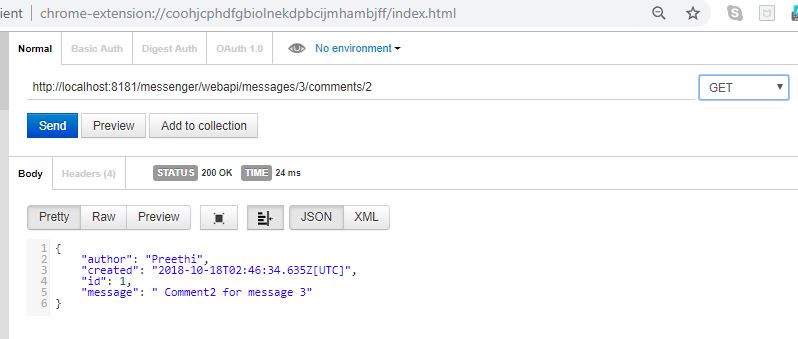 ient | chrome-extension://coohjcphdfgbiolnekdpbcijmhambjff/index.html
Normal Basic Auth Digest Auth OAuth 1.0 No environment
http://localhost:8181/messenger/webapi/messages/3/comments/2 GET
Send Preview Add to collection
Body Headers (4) STATUS 200 OK TIME 24 ms
Pretty Raw Preview JSON XML
1 {
2 "author": "Preethi",
3 "created": "2018-10-18T02:46:34.635Z[UTC]",
4 "id": 1,
5 "message": " Comment2 for message 3"
6 }